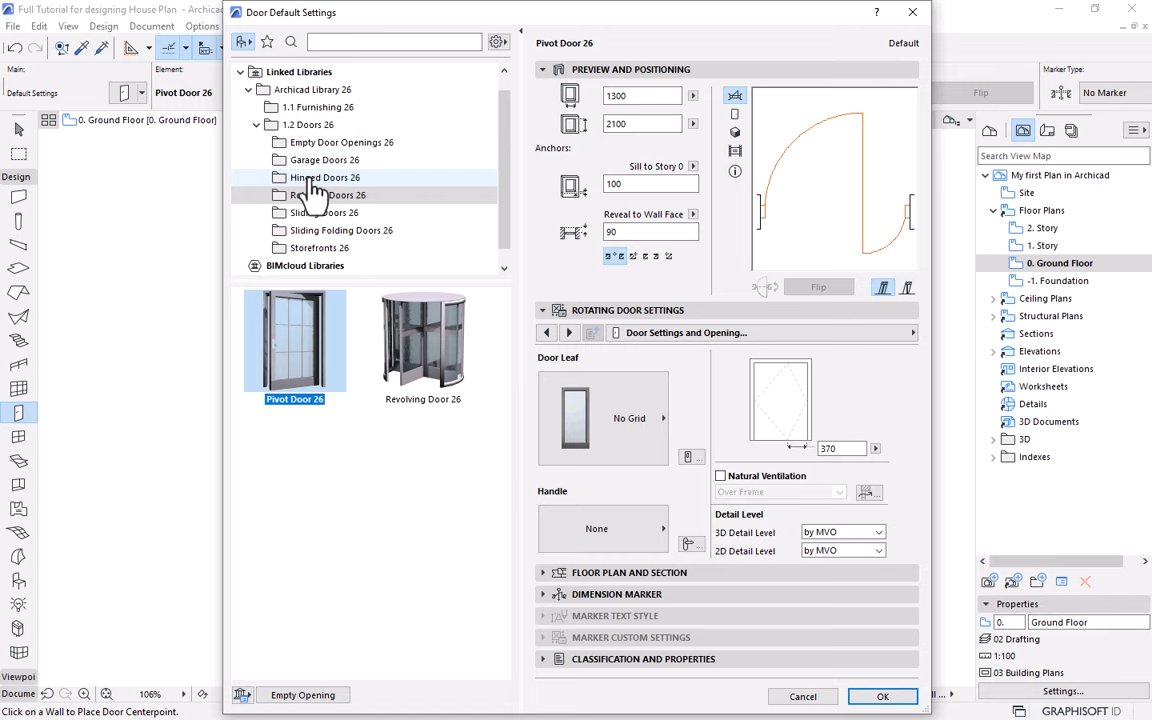 Full Tutorial for designing House Plan - Archicad
File Edit View Design Document Options
Main:
Default Settings
Element:
Pivot Door 26
0. Ground Floor [0. Ground Floor]
Design
Viewpoi
Docume
106%
Click on a Wall to Place Door Centerpoint.
Door Default Settings
?
Linked Libraries
Archicad Library 26
1.1 Furnishing 26
1.2 Doors 26
Empty Door Openings 26
Garage Doors 26
Doors 26
Doors 26
Doors 26
Sliding Folding Doors 26
Storefronts 26
BIMcloud Libraries
Pivot Door 26
Revolving Door 26
Empty Opening
Pivot Door 26
Default
PREVIEW AND POSITIONING
1300
2100
Anchors:
Sill to Story 0
100
Reveal to Wall Face
90
Flip
ROTATING DOOR SETTINGS
Door Settings and Opening...
Door Leaf
No Grid
370
Natural Ventilation
Over Frame
Handle
None
Detail Level
3D Detail Level by MVO
2D Detail Level by MVO
FLOOR PLAN AND SECTION
DIMENSION MARKER
MARKER TEXT STYLE
MARKER CUSTOM SETTINGS
CLASSIFICATION AND PROPERTIES
Cancel
OK
Marker Type:
Flip
No Marker
Search View Map
My first Plan in Archicad
Site
Floor Plans
2. Story
1. Story
0. Ground Floor
-1. Foundation
Ceiling Plans
Structural Plans
Sections
Elevations
Interior Elevations
Worksheets
Details
3D Documents
3D
Indexes
Properties
0. Ground Floor
02 Drafting
1:100
03 Building Plans
Settings...
GRAPHISOFT ID